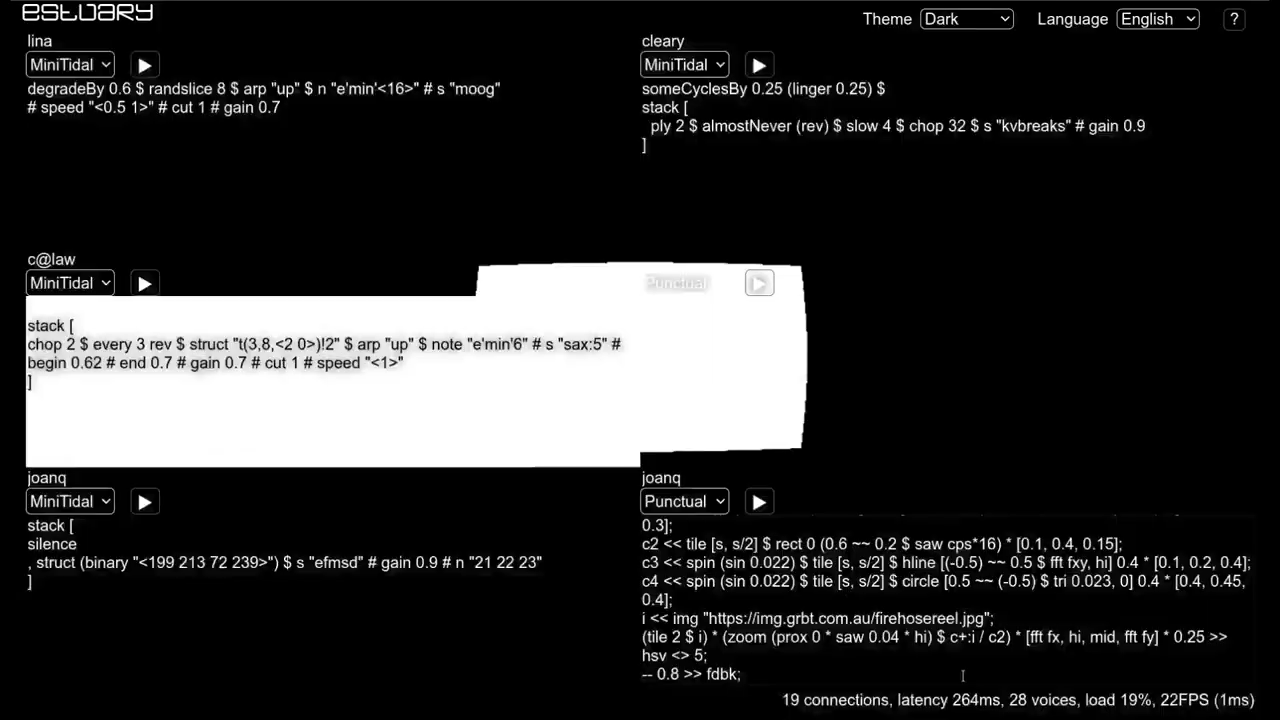 estuary
Theme Dark Language English ?
lina
MiniTidal
degradeBy 0.6 $ randslice 8 $ arp "up" $ n "e'min'<16>" # s "moog"
# speed "<0.5 1>" # cut 1 # gain 0.7
cleary
MiniTidal
someCyclesBy 0.25 (linger 0.25) $
stack [
ply 2 $ almostNever (rev) $ slow 4 $ chop 32 $ s "kvbreaks" # gain 0.9
]
c@law
MiniTidal
stack [
chop 2 $ every 3 rev $ struct "t(3,8,<2 0>)!2" $ arp "up" $ note "e'min'6" # s "sax:5" #
begin 0.62 # end 0.7 # gain 0.7 # cut 1 # speed "<1>"
]
Punctual
joanq
MiniTidal
stack [
silence
, struct (binary "<199 213 72 239>") $ s "efmsd" # gain 0.9 # n "21 22 23"
]
joanq
Punctual
0.3];
c2 << tile [s, s/2] $ rect 0 (0.6 ~~ 0.2 $ saw cps*16) * [0.1, 0.4, 0.15];
c3 << spin (sin 0.022) $ tile [s, s/2] $ hline [(-0.5) ~~ 0.5 $ fft fxy, hi] 0.4 * [0.1, 0.2, 0.4];
c4 << spin (sin 0.022) $ tile [s, s/2] $ circle [0.5 ~~ (-0.5) $ tri 0.023, 0] 0.4 * [0.4, 0.45,
0.4];
i << img "https://img.grbt.com.au/firehosereel.jpg";
(tile 2 $ i) * (zoom (prox 0 * saw 0.04 * hi) $ c+:i / c2) * [fft fx, hi, mid, fft fy] * 0.25 >>
hsv <> 5;
-- 0.8 >> fdbk;
19 connections, latency 264ms, 28 voices, load 19%, 22FPS (1ms)